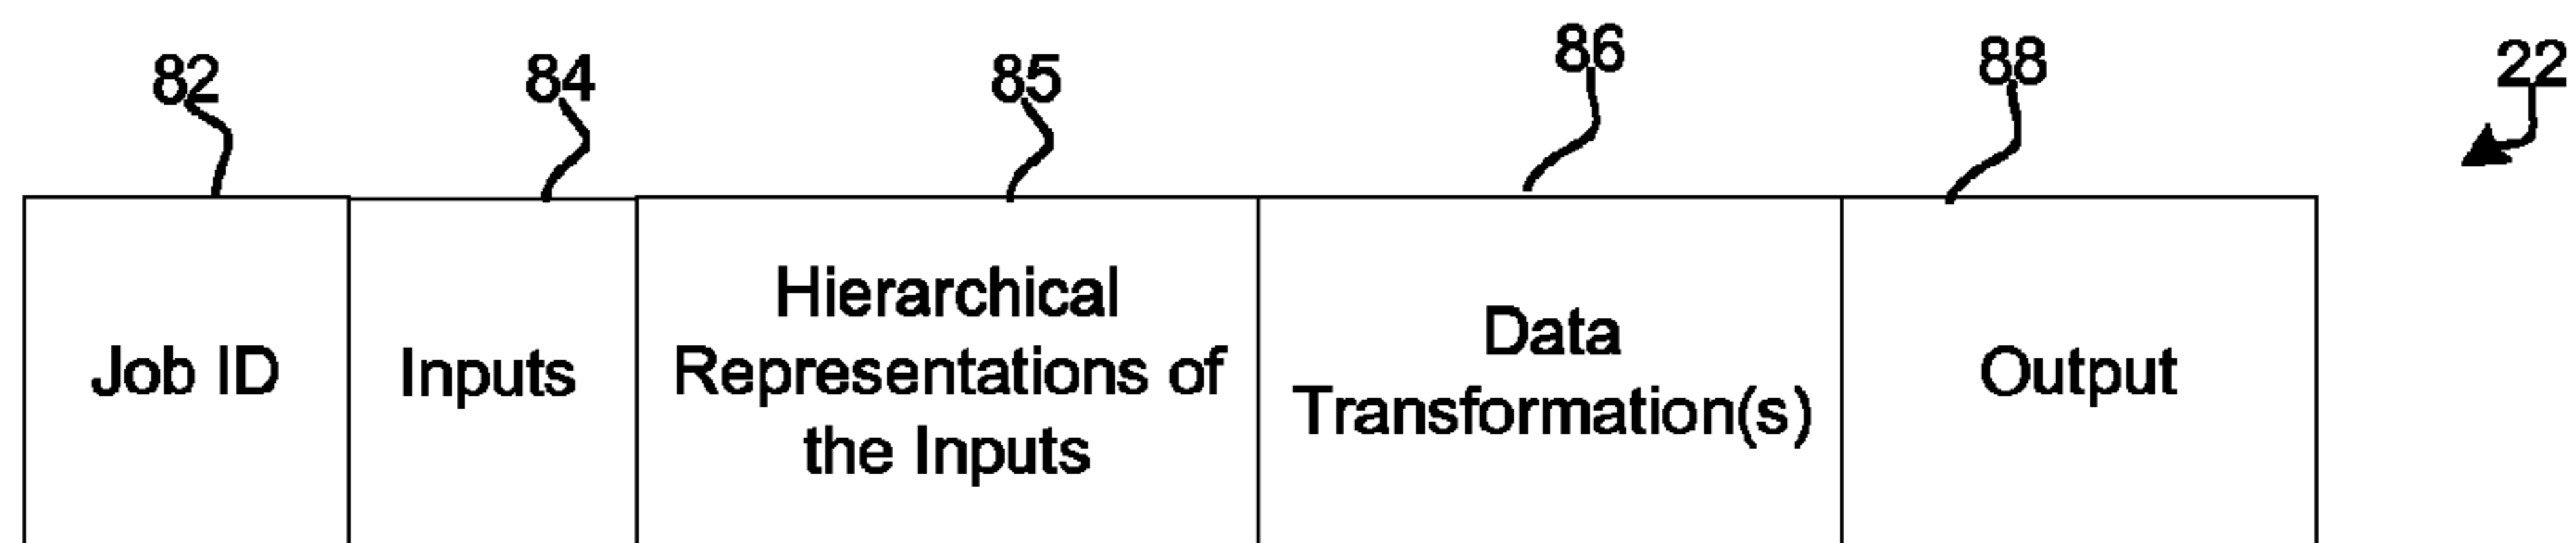 82
84
85
86
88
22
Job ID
Inputs
Hierarchical
Representations of
the Inputs
Data
Transformation(s)
Output